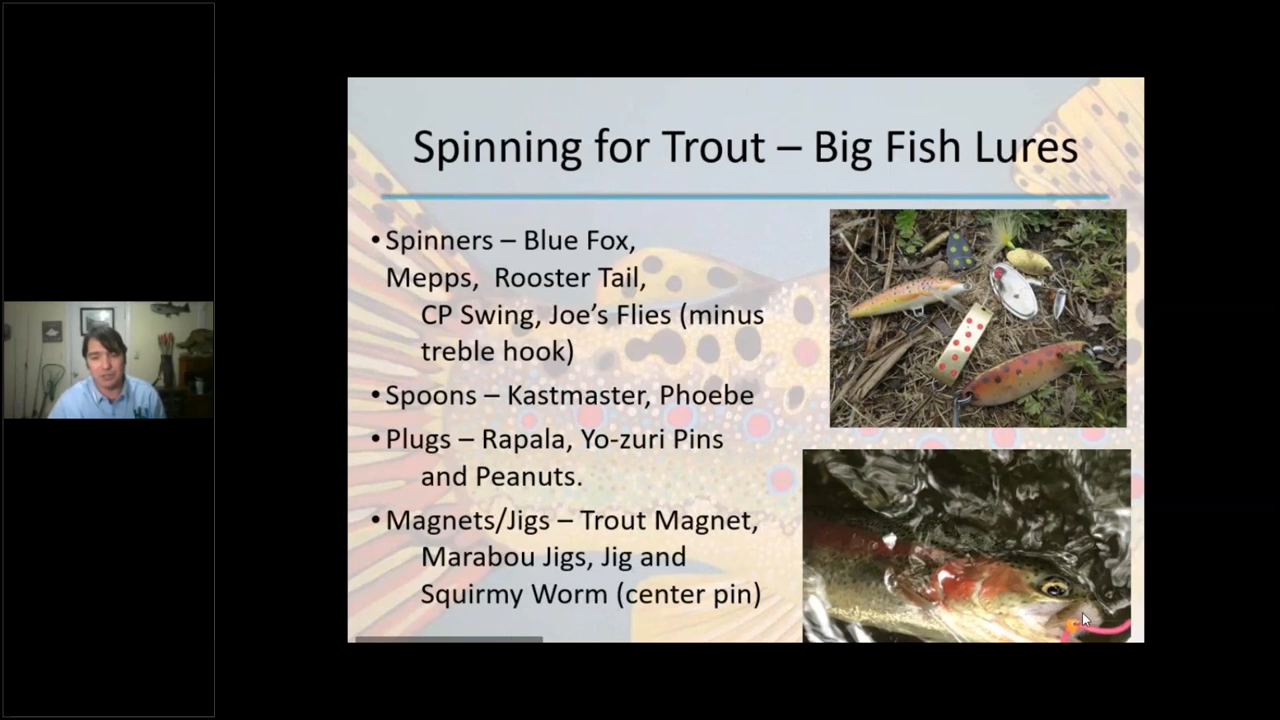 Spinning for Trout – Big Fish Lures
•Spinners – Blue Fox,
Mepps, Rooster Tail,
CP Swing, Joe's Flies (minus
treble hook)
•Spoons – Kastmaster, Phoebe
•Plugs – Rapala, Yo-zuri Pins
and Peanuts.
•Magnets/Jigs – Trout Magnet,
Marabou Jigs, Jig and
Squirmy Worm (center pin)